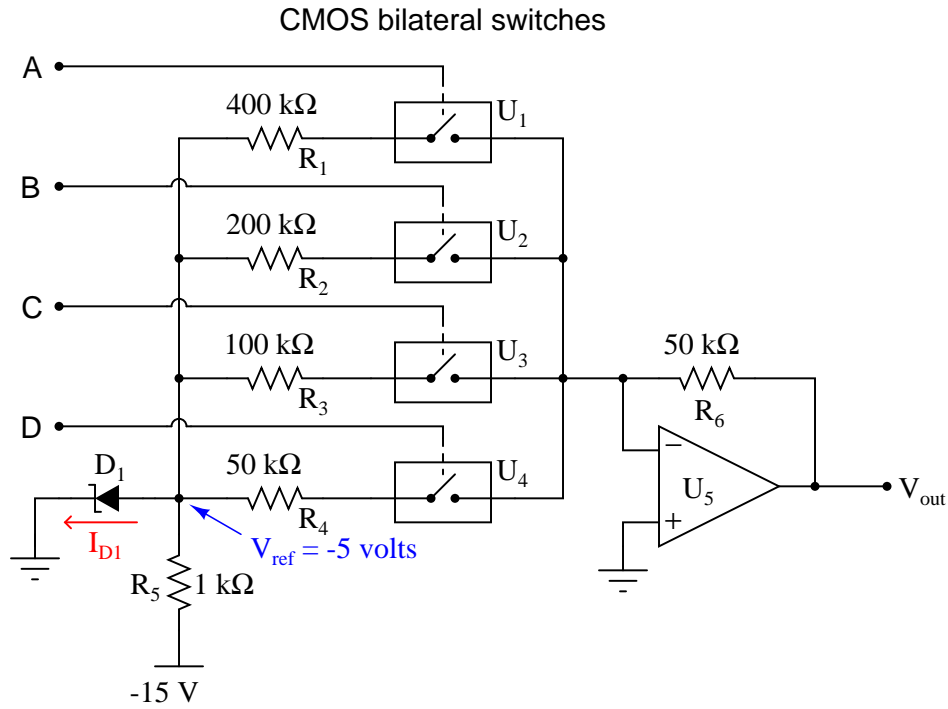 CMOS bilateral switches
A
400 kΩ
U1
R1
B
200 kΩ
U2
R2
C
100 kΩ
U3
R3
50 kΩ
R6
D
D1
50 kΩ
U4
R4
−
U5
+
Vout
ID1
Vref = -5 volts
R5
1 kΩ
-15 V